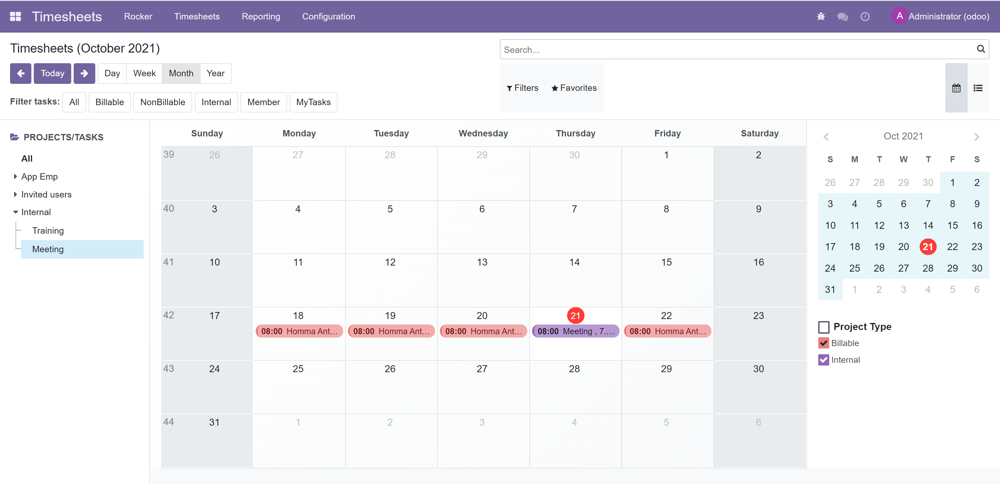 Timesheets Rocker Timesheets Reporting Configuration A Administrator (odoo)
Timesheets (October 2021)
Search...
Today Day Week Month Year
Filters Favorites
Filter tasks: All Billable NonBillable Internal Member MyTasks
PROJECTS/TASKS
All
App Emp
Invited users
Internal
Training
Meeting
Sunday Monday Tuesday Wednesday Thursday Friday Saturday
39 26 27 28 29 30 1 2
40 3 4 5 6 7 8 9
41 10 11 12 13 14 15 16
42 17 18 19 20 21 22 23
08:00 Homma Ant... 08:00 Homma Ant... 08:00 Homma Ant... 08:00 Meeting , 7.... 08:00 Homma Ant...
43 24 25 26 27 28 29 30
44 31 1 2 3 4 5 6
Oct 2021
S M T W T F S
26 27 28 29 30 1 2
3 4 5 6 7 8 9
10 11 12 13 14 15 16
17 18 19 20 21 22 23
24 25 26 27 28 29 30
31 1 2 3 4 5 6
Project Type
Billable
Internal